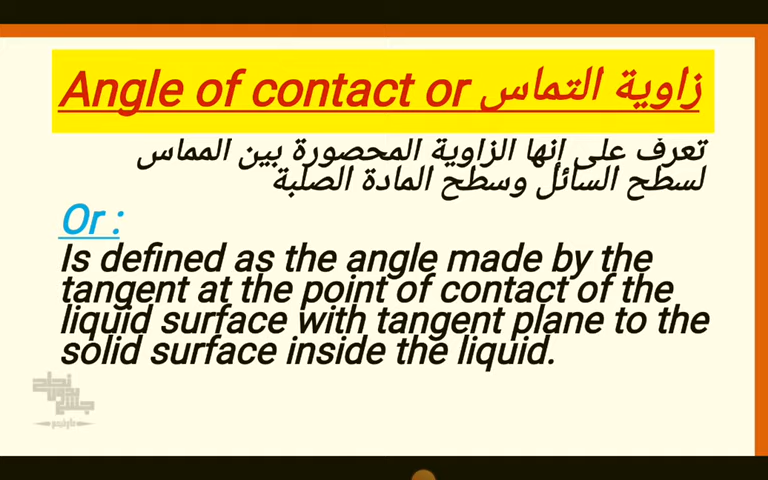 Angle of contact or زاوية التماس
تعرف على إنها الزاوية المحصورة بين المماس
لسطح السائل وسطح المادة الصلبة
Or :
Is defined as the angle made by the
tangent at the point of contact of the
liquid surface with tangent plane to the
solid surface inside the liquid.